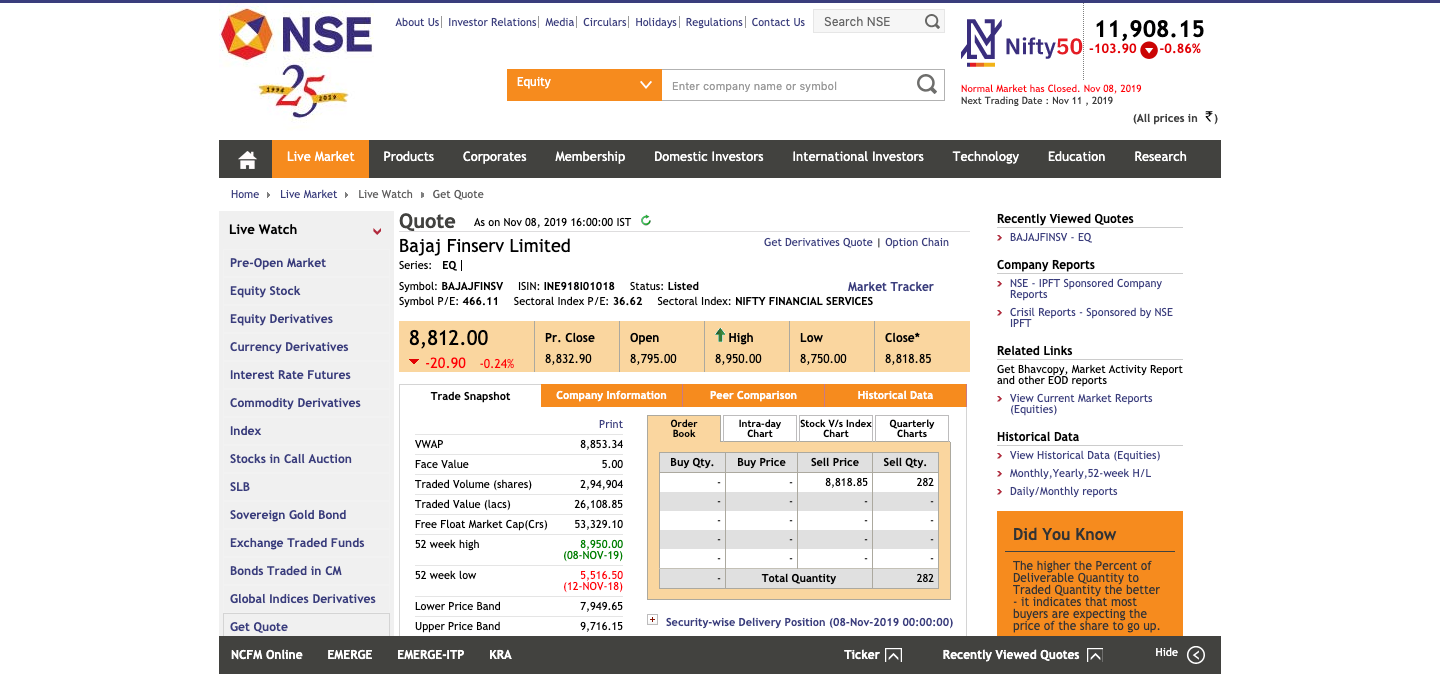 NSE
1994 25 2019
About Us | Investor Relations | Media | Circulars | Holidays | Regulations | Contact Us
Search NSE
Equity
Enter company name or symbol
Nifty50
11,908.15
-103.90 -0.86%
Normal Market has Closed. Nov 08, 2019
Next Trading Date : Nov 11 , 2019
(All prices in ₹)
Live Market Products Corporates Membership Domestic Investors International Investors Technology Education Research
Home Live Market Live Watch Get Quote
Live Watch
Pre-Open Market
Equity Stock
Equity Derivatives
Currency Derivatives
Interest Rate Futures
Commodity Derivatives
Index
Stocks in Call Auction
SLB
Sovereign Gold Bond
Exchange Traded Funds
Bonds Traded in CM
Global Indices Derivatives
Get Quote
Quote As on Nov 08, 2019 16:00:00 IST
Bajaj Finserv Limited
Get Derivatives Quote | Option Chain
Series: EQ |
Symbol: BAJAJFINSV ISIN: INE918I01018 Status: Listed
Market Tracker
Symbol P/E: 466.11 Sectoral Index P/E: 36.62 Sectoral Index: NIFTY FINANCIAL SERVICES
8,812.00 Pr. Close Open High Low Close*
-20.90 -0.24% 8,832.90 8,795.00 8,950.00 8,750.00 8,818.85
Trade Snapshot Company Information Peer Comparison Historical Data
Print
VWAP 8,853.34
Face Value 5.00
Traded Volume (shares) 2,94,904
Traded Value (lacs) 26,108.85
Free Float Market Cap(Crs) 53,329.10
52 week high 8,950.00
(08-NOV-19)
52 week low 5,516.50
(12-NOV-18)
Lower Price Band 7,949.65
Upper Price Band 9,716.15
Order Book
Intra-day Chart
Stock V/s Index Chart
Quarterly Charts
Buy Qty. Buy Price Sell Price Sell Qty.
- - 8,818.85 282
- - - -
- - - -
- - - -
- - - -
- Total Quantity 282
Security-wise Delivery Position (08-Nov-2019 00:00:00)
Recently Viewed Quotes
BAJAJFINSV - EQ
Company Reports
NSE - IPFT Sponsored Company
Reports
Crisil Reports - Sponsored by NSE
IPFT
Related Links
Get Bhavcopy, Market Activity Report
and other EOD reports
View Current Market Reports
(Equities)
Historical Data
View Historical Data (Equities)
Monthly,Yearly,52-week H/L
Daily/Monthly reports
Did You Know
The higher the Percent of
Deliverable Quantity to
Traded Quantity the better
- it indicates that most
buyers are expecting the
price of the share to go up.
NCFM Online EMERGE EMERGE-ITP KRA Ticker Recently Viewed Quotes Hide